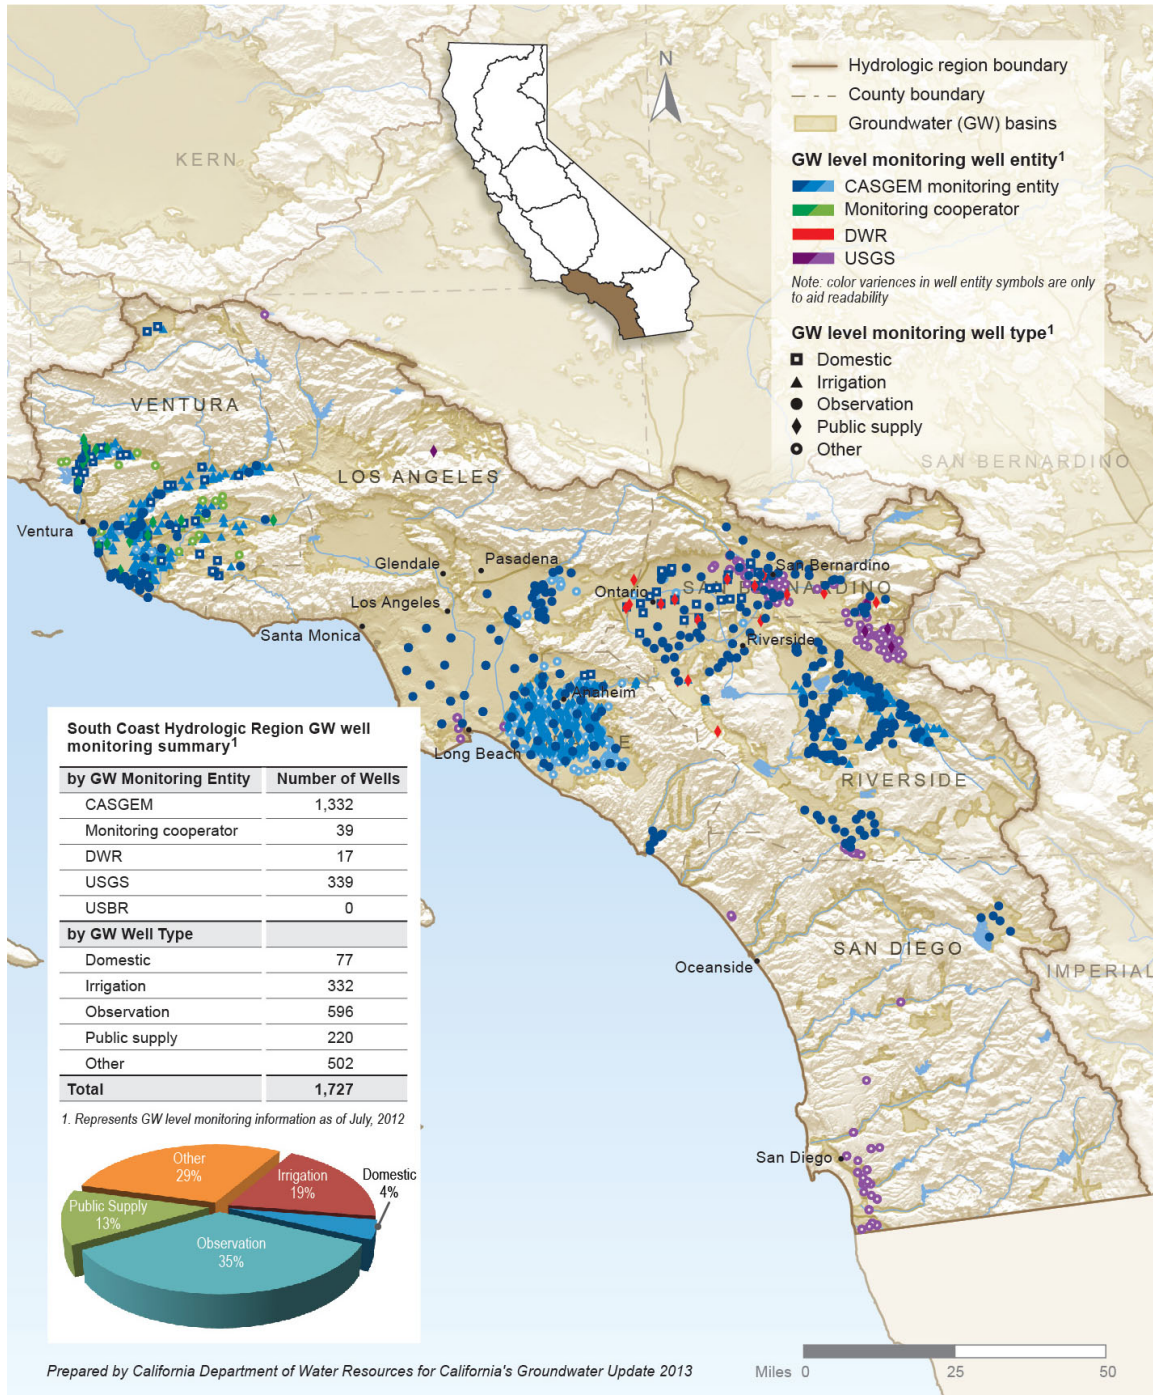 N
Hydrologic region boundary
County boundary
Groundwater (GW) basins
GW level monitoring well entity1
CASGEM monitoring entity
Monitoring cooperator
DWR
USGS
Note: color variences in well entity symbols are only
to aid readability
GW level monitoring well type1
Domestic
Irrigation
Observation
Public supply
Other
KERN
VENTURA
LOS ANGELES
SAN BERNARDINO
Ventura
Glendale
Pasadena
Los Angeles
Santa Monica
Ontario
San Bernardino
SAN BERNARDINO
Riverside
Anaheim
E
Long Beach
RIVERSIDE
SAN DIEGO
Oceanside
IMPERIAL
San Diego
South Coast Hydrologic Region GW well
monitoring summary1
by GW Monitoring Entity Number of Wells
CASGEM 1,332
Monitoring cooperator 39
DWR 17
USGS 339
USBR 0
by GW Well Type
Domestic 77
Irrigation 332
Observation 596
Public supply 220
Other 502
Total 1,727
1. Represents GW level monitoring information as of July, 2012
Other
29%
Irrigation
19%
Domestic
4%
Public Supply
13%
Observation
35%
Prepared by California Department of Water Resources for California's Groundwater Update 2013
Miles 0 25 50